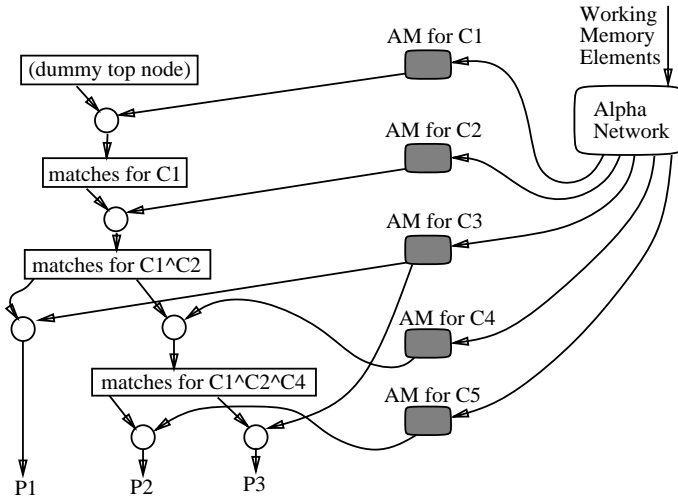 Working
Memory
Elements
AM for C1
(dummy top node)
Alpha
Network
AM for C2
matches for C1
AM for C3
matches for C1^C2
AM for C4
matches for C1^C2^C4
AM for C5
P1
P2
P3